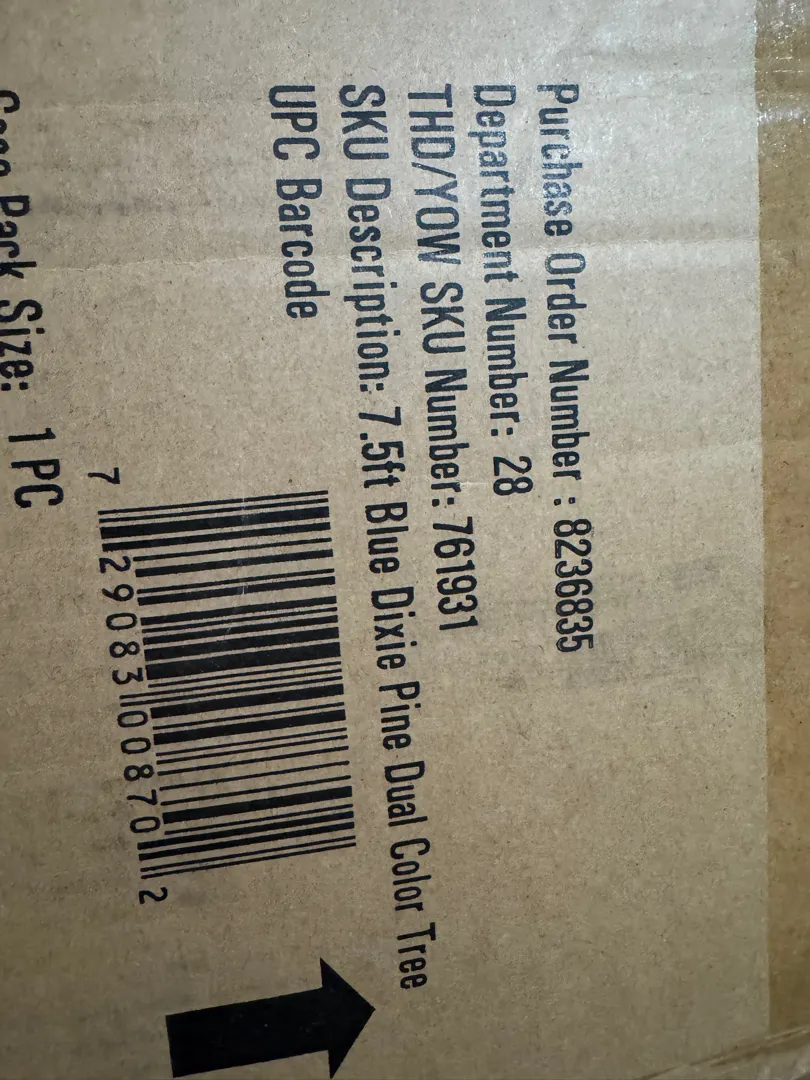 Purchase Order Number : 8236835
Department Number: 28
THD/YOW SKU Number: 761931
SKU Description: 7.5ft Blue Dixie Pine Dual Color Tree
UPC Barcode
7 29083 00870 2
Pack Size: 1 PC